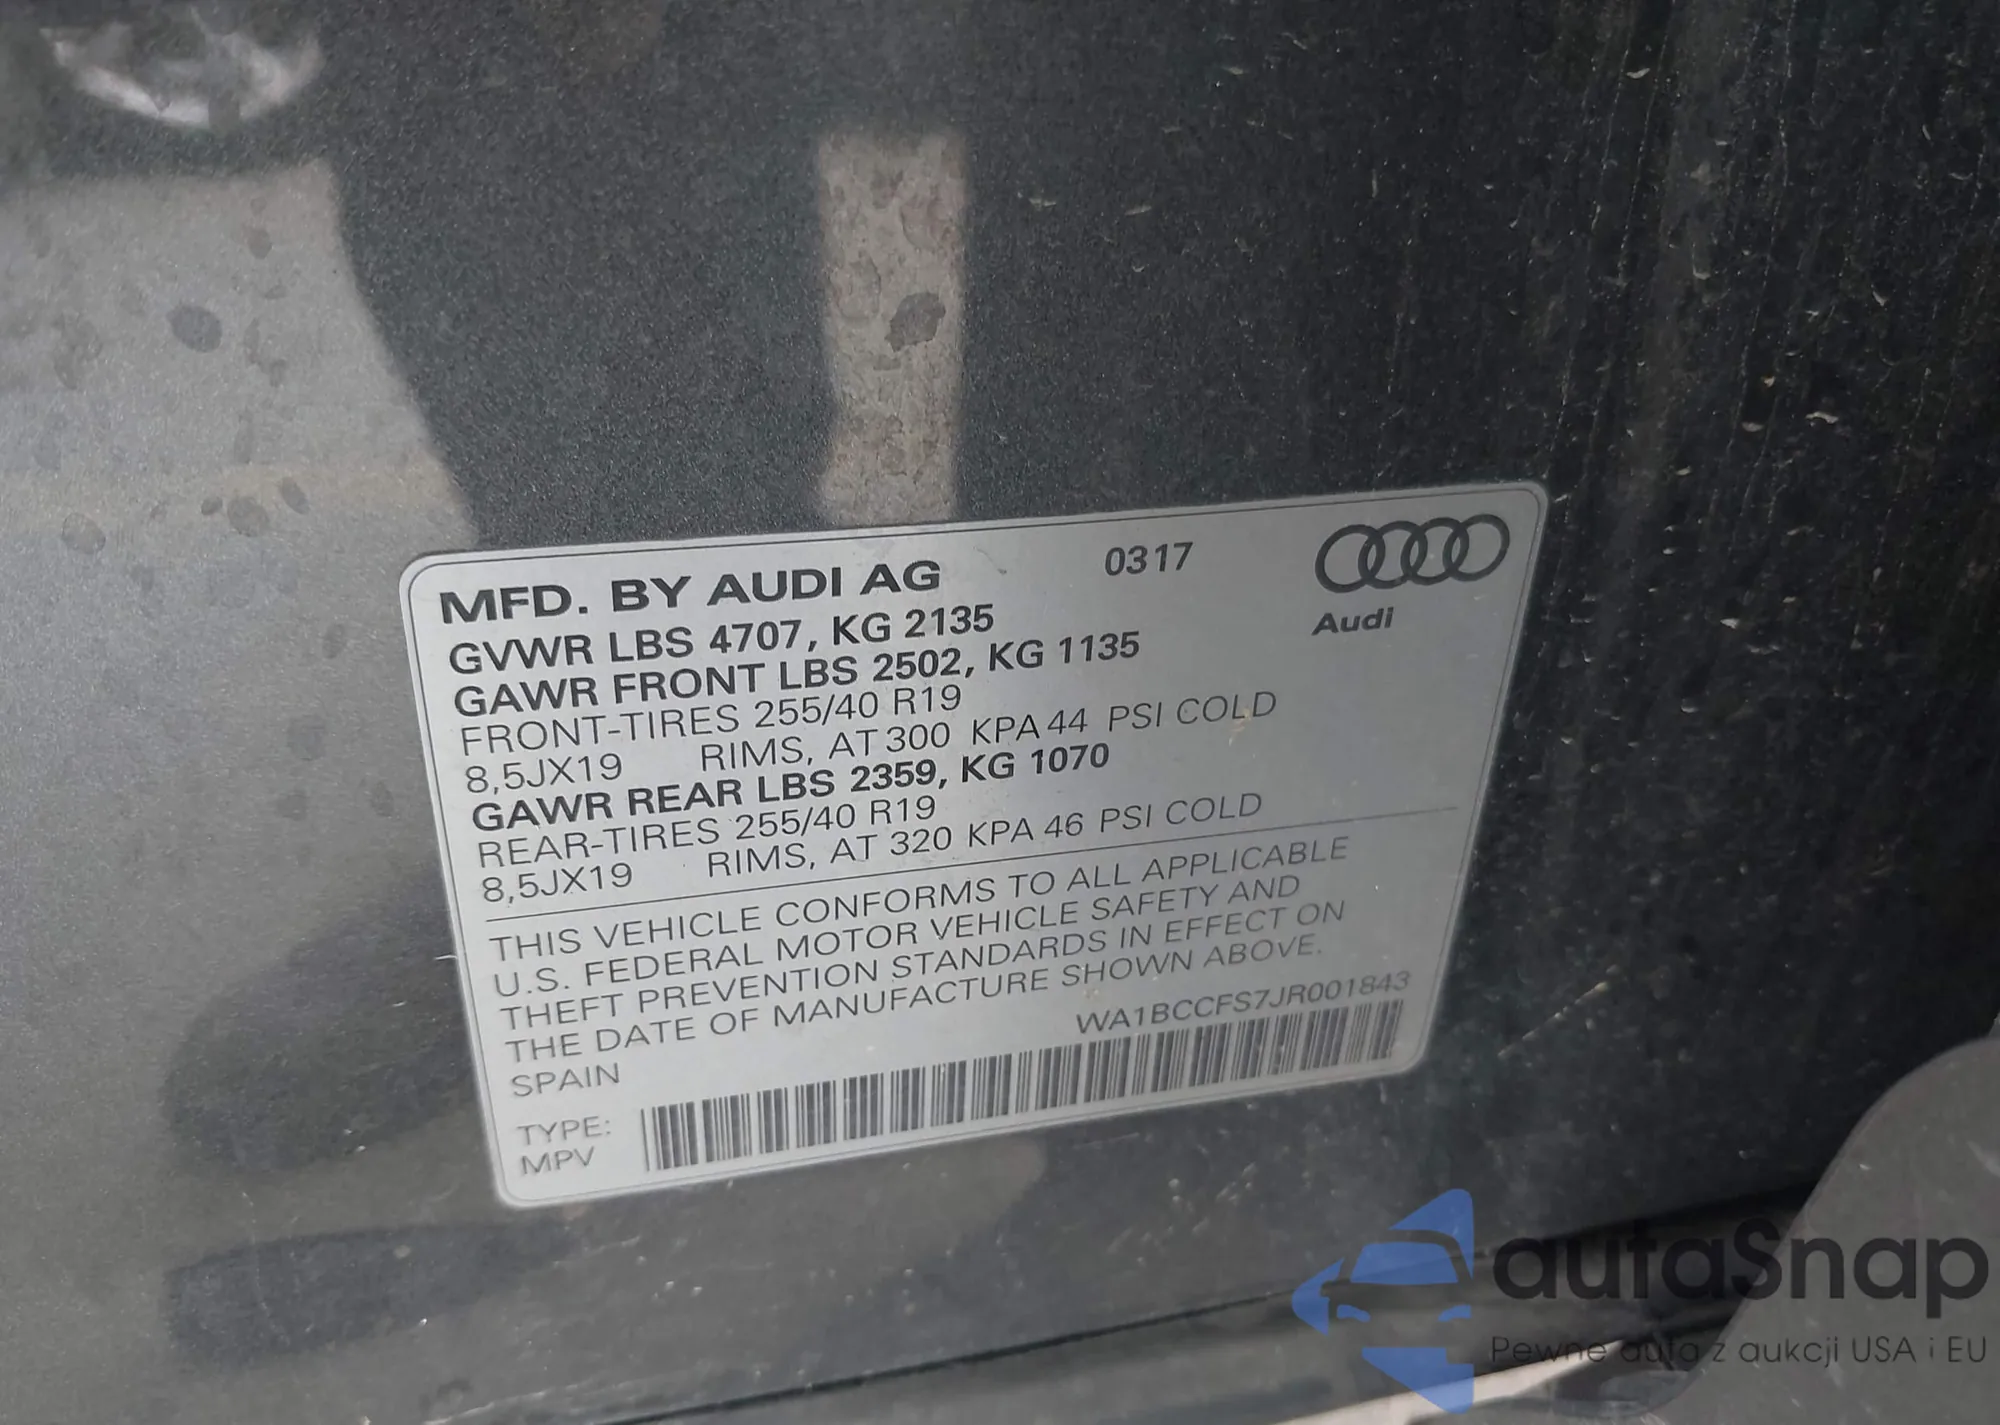 MFD. BY AUDI AG 0317
Audi
GVWR LBS 4707, KG 2135
GAWR FRONT LBS 2502, KG 1135
FRONT-TIRES 255/40 R19
8,5JX19 RIMS, AT 300 KPA 44 PSI COLD
GAWR REAR LBS 2359, KG 1070
REAR-TIRES 255/40 R19
8,5JX19 RIMS, AT 320 KPA 46 PSI COLD
THIS VEHICLE CONFORMS TO ALL APPLICABLE
U.S. FEDERAL MOTOR VEHICLE SAFETY AND
THEFT PREVENTION STANDARDS IN EFFECT ON
THE DATE OF MANUFACTURE SHOWN ABOVE.
SPAIN WA1BCCFS7JR001843
TYPE:
MPV
autaSnap
Pewne auta z aukcji USA i EU